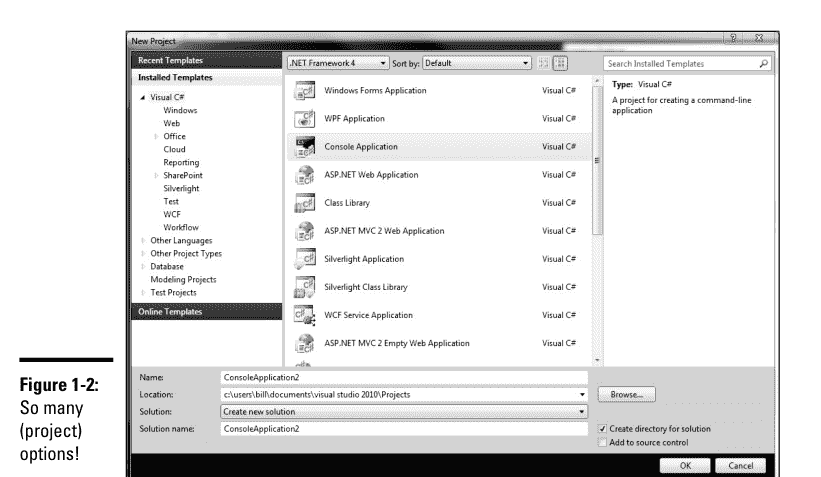 New Project
Recent Templates
Installed Templates
Visual C#
Windows
Web
Office
Cloud
Reporting
SharePoint
Silverlight
Test
WCF
Workflow
Other Languages
Other Project Types
Database
Modeling Projects
Test Projects
Online Templates
.NET Framework 4 Sort by: Default
Windows Forms Application Visual C#
WPF Application Visual C#
Console Application Visual C#
ASP.NET Web Application Visual C#
Class Library Visual C#
ASP.NET MVC 2 Web Application Visual C#
Silverlight Application Visual C#
Silverlight Class Library Visual C#
WCF Service Application Visual C#
ASP.NET MVC 2 Empty Web Application Visual C#
Search Installed Templates
Type: Visual C#
A project for creating a command-line
application
Name: ConsoleApplication2
Location: c:\users\bill\documents\visual studio 2010\Projects Browse...
Solution: Create new solution
Solution name: ConsoleApplication2
Create directory for solution
Add to source control
OK Cancel
Figure 1-2:
So many
(project)
options!